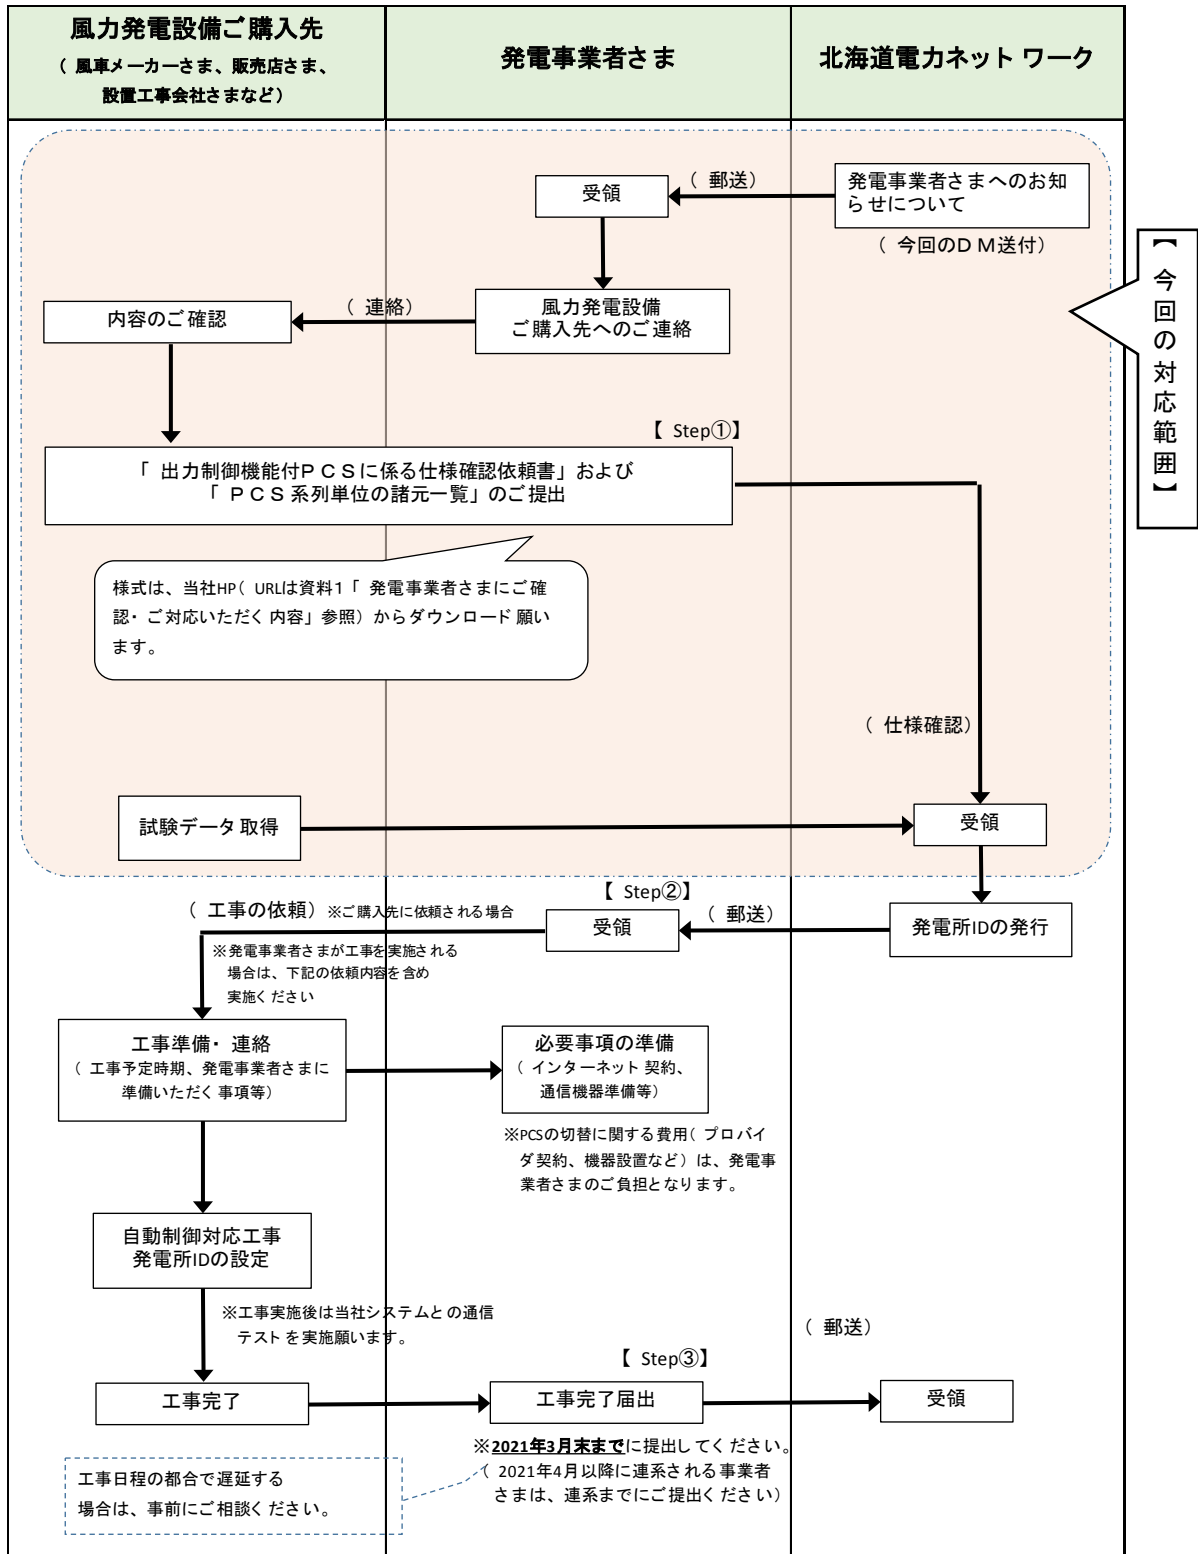 風力発電設備ご購入先
（風車メーカーさま、販売店さま、
設置工事会社さまなど）
発電事業者さま
北海道電力ネットワーク
発電事業者さまへのお知
らせについて
（今回のDM送付）
（郵送）
受領
風力発電設備
ご購入先へのご連絡
（連絡）
内容のご確認
【今回の対応範囲】
【Step①】
「出力制御機能付ＰＣＳに係る仕様確認依頼書」および
「ＰＣＳ系列単位の諸元一覧」のご提出
様式は、当社HP（URLは資料1「発電事業者さまにご確
認・ご対応いただく内容」参照）からダウンロード願い
ます。
（仕様確認）
試験データ取得
受領
【Step②】
発電所IDの発行
（郵送）
受領
（工事の依頼）※ご購入先に依頼される場合
※発電事業者さまが工事を実施される
場合は、下記の依頼内容を含め
実施ください
工事準備・連絡
（工事予定時期、発電事業者さまに
準備いただく事項等）
必要事項の準備
（インターネット契約、
通信機器準備等）
※PCSの切替に関する費用（プロバイ
ダ契約、機器設置など）は、発電事
業者さまのご負担となります。
自動制御対応工事
発電所IDの設定
※工事実施後は当社システムとの通信
テストを実施願います。
（郵送）
【Step③】
工事完了
工事完了届出
受領
※2021年3月末までに提出してください。
（2021年4月以降に連系される事業者
さまは、連系までにご提出ください）
工事日程の都合で遅延する
場合は、事前にご相談ください。